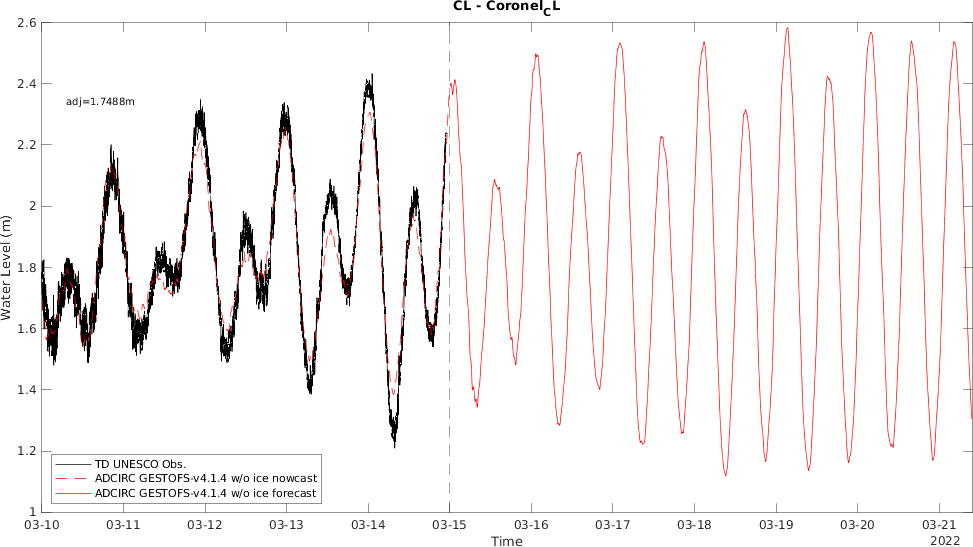 CL - Coronel_CL
2.6
2.4
adj=1.7488m
2.2
2
Water Level (m)
1.8
1.6
1.4
1.2
1
TD UNESCO Obs.
ADCIRC GESTOFS-v4.1.4 w/o ice nowcast
ADCIRC GESTOFS-v4.1.4 w/o ice forecast
03-10 03-11 03-12 03-13 03-14 03-15 03-16 03-17 03-18 03-19 03-20 03-21
Time 2022